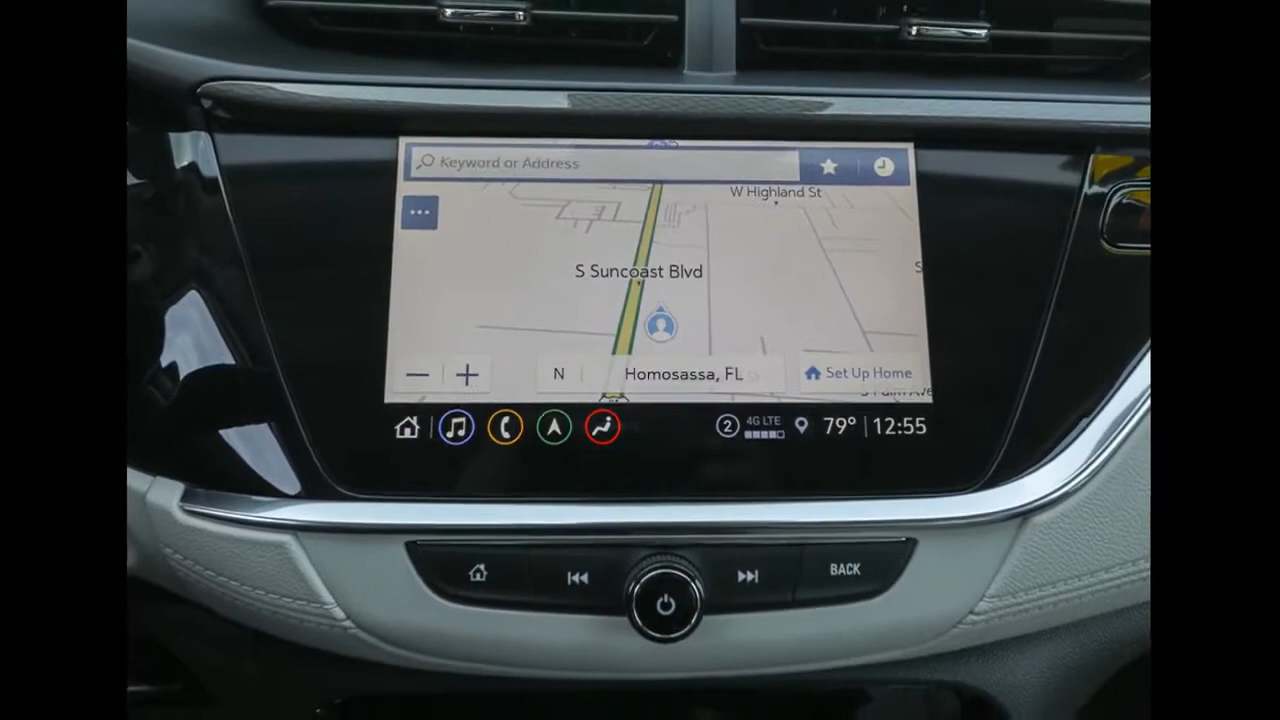 Keyword or Address
W Highland St
S Suncoast Blvd
N
Homosassa, FL
Set Up Home
2
4G LTE
79° 12:55
BACK